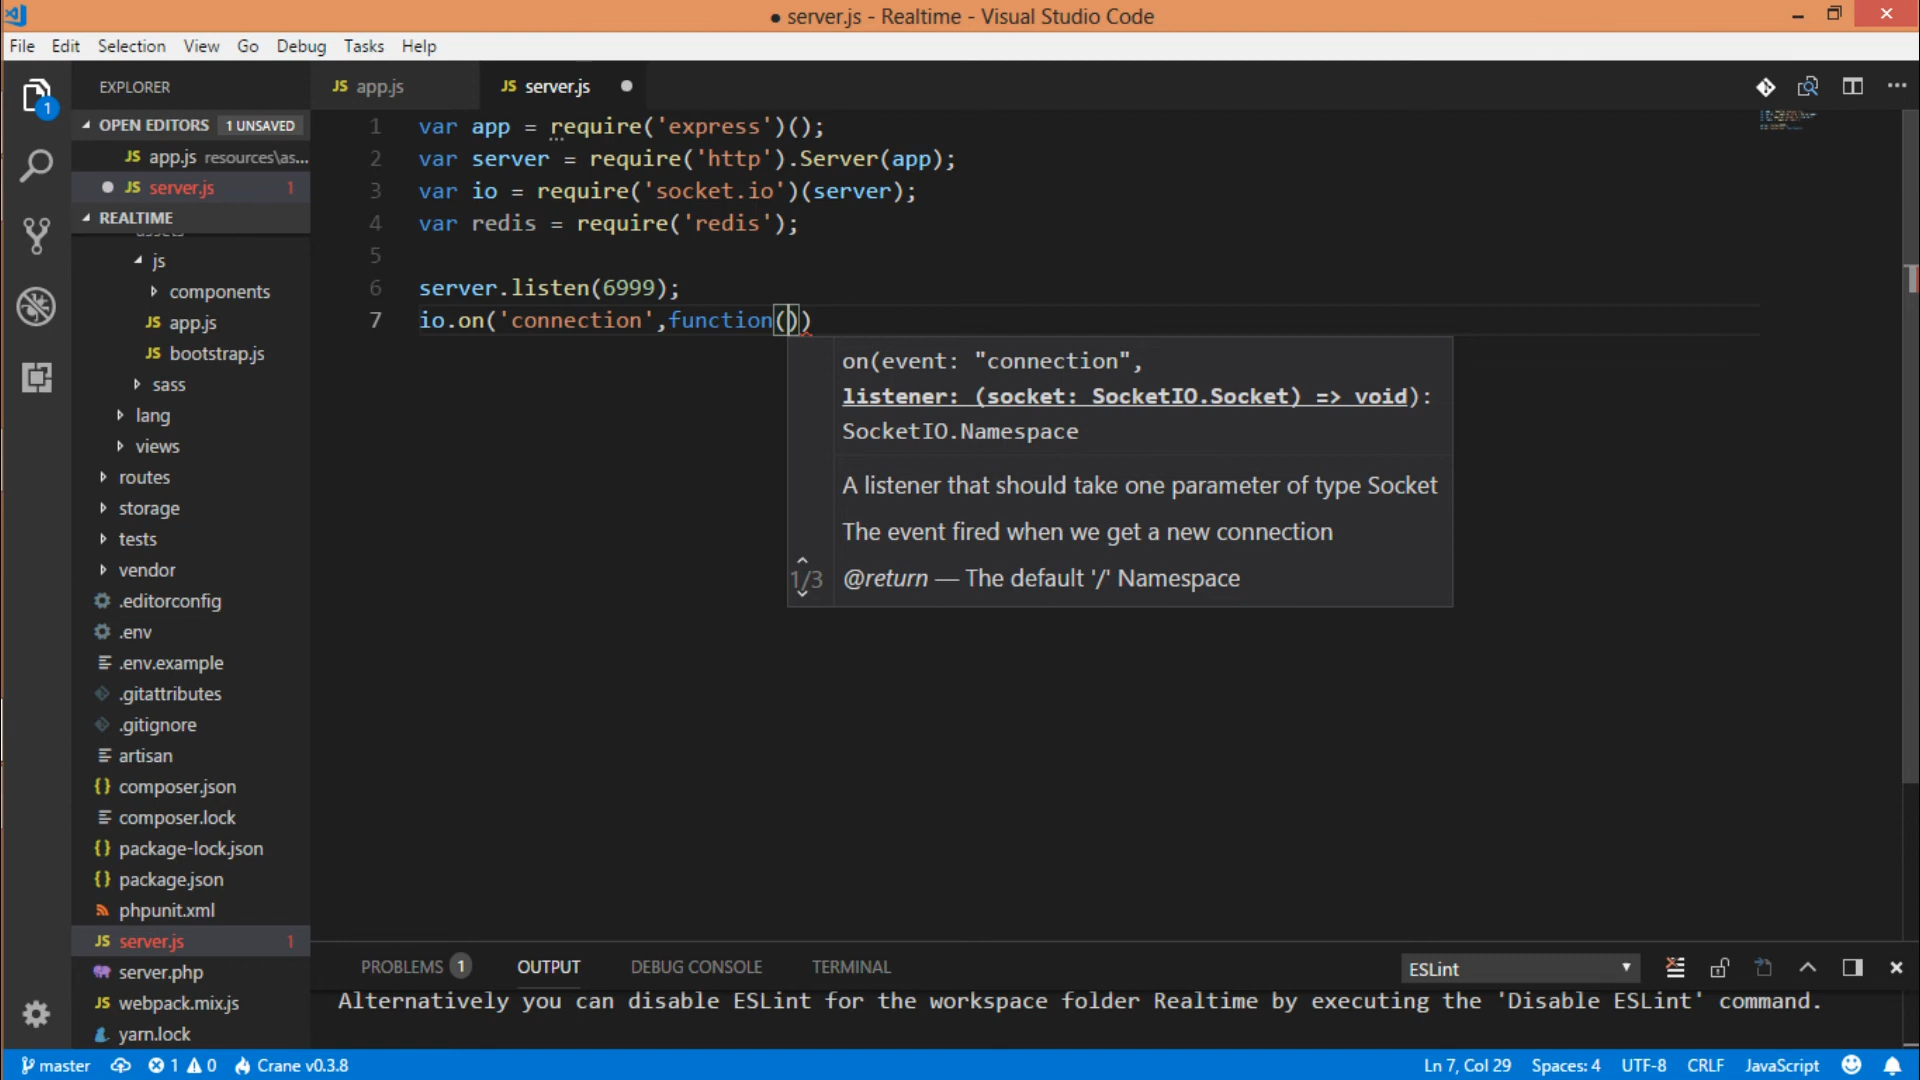 ● server.js - Realtime - Visual Studio Code
File Edit Selection View Go Debug Tasks Help
1
EXPLORER
OPEN EDITORS 1 UNSAVED
JS app.js resources\as...
JS server.js 1
REALTIME
assets
js
components
JS app.js
JS bootstrap.js
sass
lang
views
routes
storage
tests
vendor
.editorconfig
.env
.env.example
.gitattributes
.gitignore
artisan
{} composer.json
composer.lock
{} package-lock.json
{} package.json
phpunit.xml
JS server.js 1
server.php
JS webpack.mix.js
yarn.lock
JS app.js
JS server.js
1 var app = require('express')();
2 var server = require('http').Server(app);
3 var io = require('socket.io')(server);
4 var redis = require('redis');
5
6 server.listen(6999);
7 io.on('connection',function())
on(event: "connection",
listener: (socket: SocketIO.Socket) => void):
SocketIO.Namespace
A listener that should take one parameter of type Socket
The event fired when we get a new connection
1/3 @return — The default '/' Namespace
PROBLEMS 1 OUTPUT DEBUG CONSOLE TERMINAL ESLint
Alternatively you can disable ESLint for the workspace folder Realtime by executing the 'Disable ESLint' command.
master 1 0 Crane v0.3.8 Ln 7, Col 29 Spaces: 4 UTF-8 CRLF JavaScript